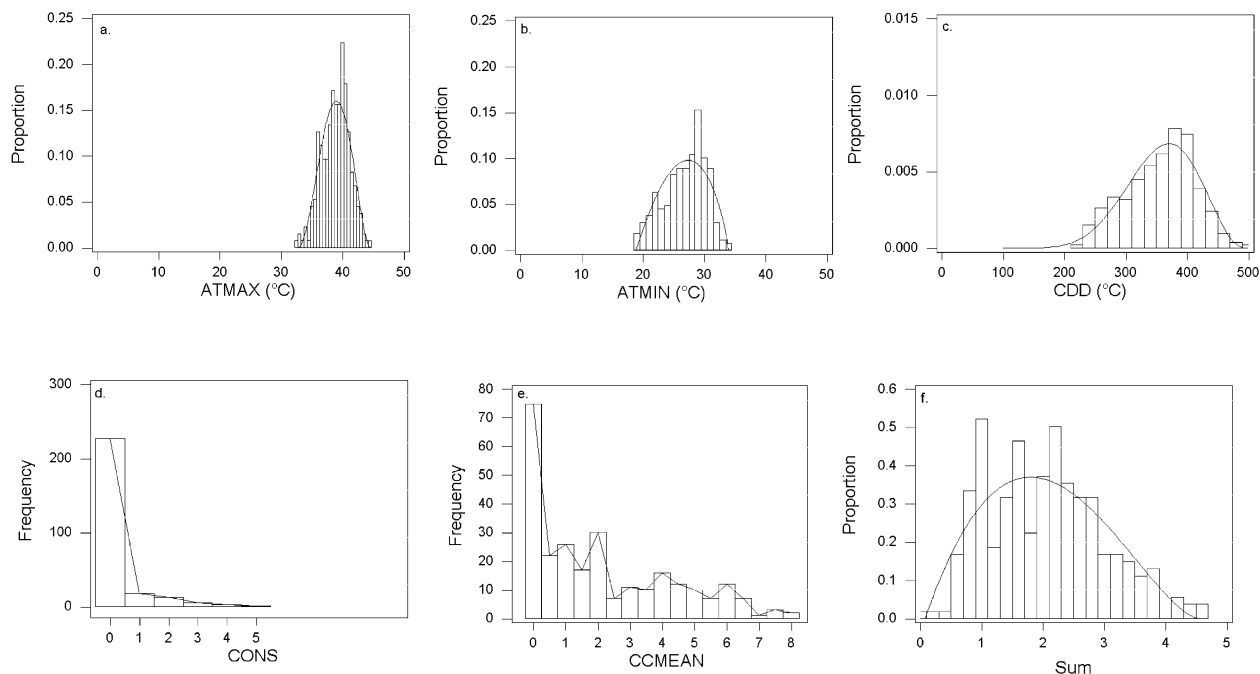 a.
0.25
0.20
0.15
0.10
0.05
0.00
Proportion
0 10 20 30 40 50
ATMAX (°C)
b.
0.25
0.20
0.15
0.10
0.05
0.00
Proportion
0 10 20 30 40 50
ATMIN (°C)
c.
0.015
0.010
0.005
0.000
Proportion
0 100 200 300 400 500
CDD (°C)
d.
300
200
100
0
Frequency
0 1 2 3 4 5
CONS
e.
80
70
60
50
40
30
20
10
0
Frequency
0 1 2 3 4 5 6 7 8
CCMEAN
f.
0.6
0.5
0.4
0.3
0.2
0.1
0.0
Proportion
0 1 2 3 4 5
Sum